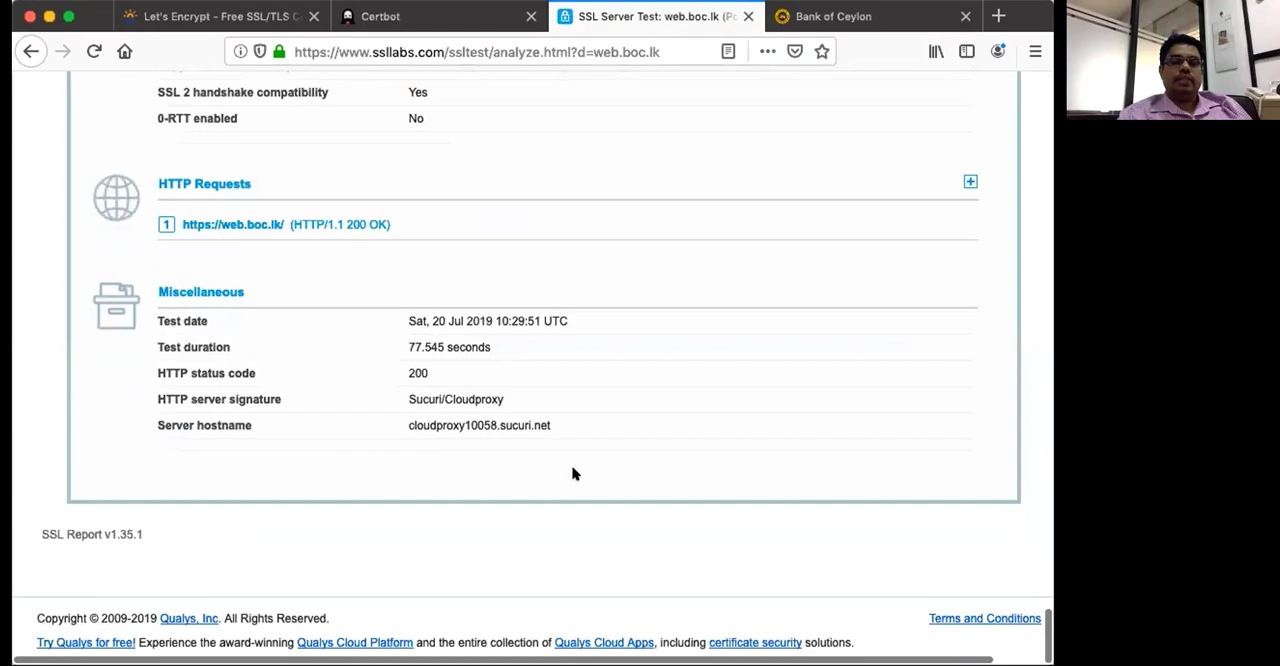 Let's Encrypt - Free SSL/TLS C
Certbot
SSL Server Test: web.boc.lk (Po
Bank of Ceylon
https://www.ssllabs.com/ssltest/analyze.html?d=web.boc.lk
SSL 2 handshake compatibility Yes
0-RTT enabled No
HTTP Requests
1 https://web.boc.lk/ (HTTP/1.1 200 OK)
Miscellaneous
Test date Sat, 20 Jul 2019 10:29:51 UTC
Test duration 77.545 seconds
HTTP status code 200
HTTP server signature Sucuri/Cloudproxy
Server hostname cloudproxy10058.sucuri.net
SSL Report v1.35.1
Copyright © 2009-2019 Qualys, Inc. All Rights Reserved. Terms and Conditions
Try Qualys for free! Experience the award-winning Qualys Cloud Platform and the entire collection of Qualys Cloud Apps, including certificate security solutions.